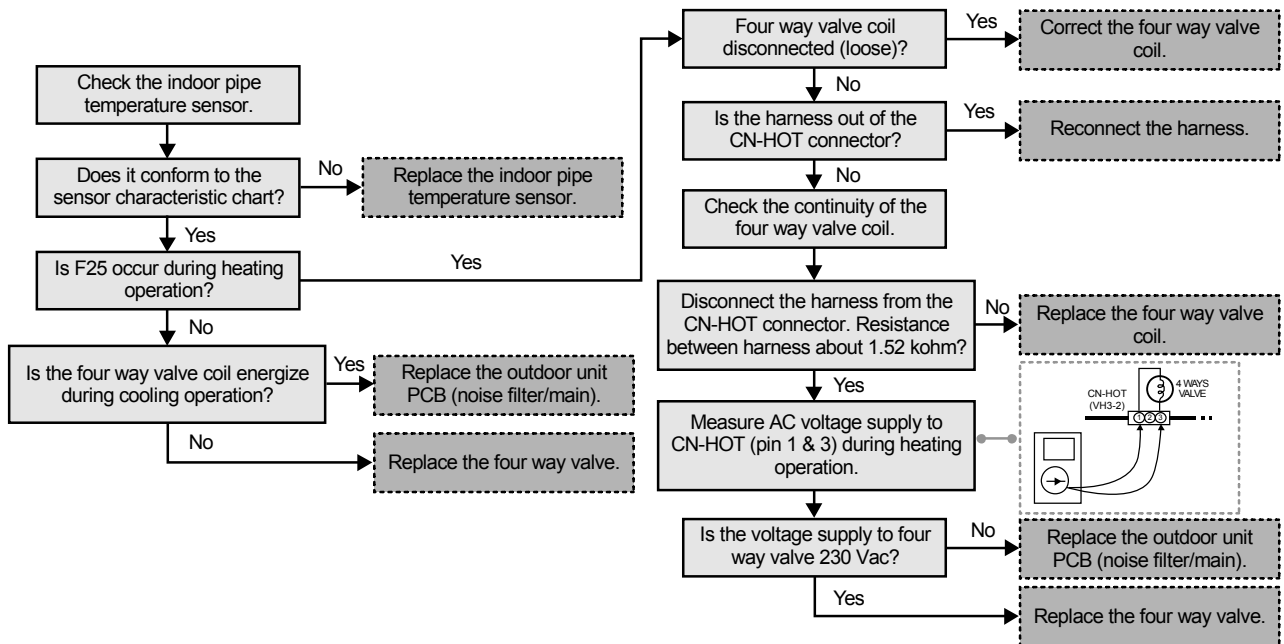 Check the indoor pipe
temperature sensor.
Does it conform to the
sensor characteristic chart?
No
Replace the indoor pipe
temperature sensor.
Yes
Is F25 occur during heating
operation?
Yes
No
Is the four way valve coil energize
during cooling operation?
Yes
Replace the outdoor unit
PCB (noise filter/main).
No
Replace the four way valve.
Four way valve coil
disconnected (loose)?
Yes
Correct the four way valve
coil.
No
Is the harness out of the
CN-HOT connector?
Yes
Reconnect the harness.
No
Check the continuity of the
four way valve coil.
Disconnect the harness from the
CN-HOT connector. Resistance
between harness about 1.52 kohm?
No
Replace the four way valve
coil.
Yes
Measure AC voltage supply to
CN-HOT (pin 1 & 3) during heating
operation.
CN-HOT
(VH3-2)
4 WAYS
VALVE
1 2 3
Is the voltage supply to four
way valve 230 Vac?
No
Replace the outdoor unit
PCB (noise filter/main).
Yes
Replace the four way valve.